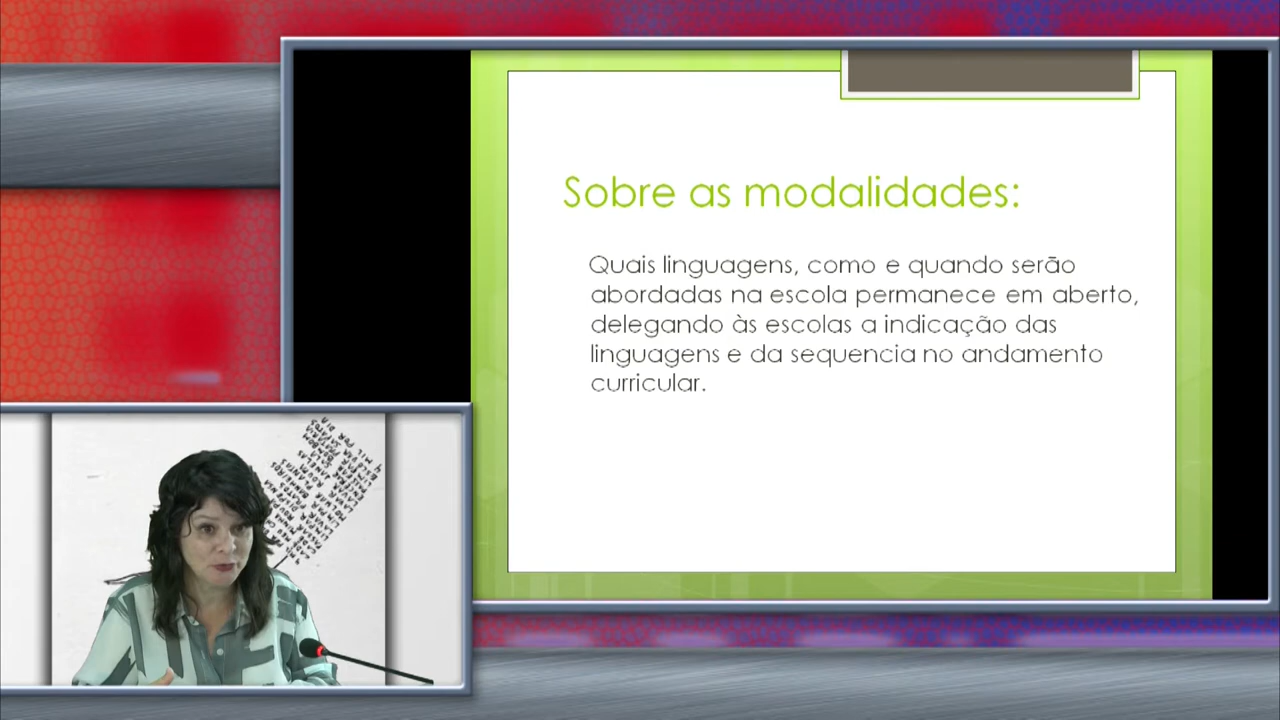 Sobre as modalidades:
Quais linguagens, como e quando serão
abordadas na escola permanece em aberto,
delegando às escolas a indicação das
linguagens e da sequencia no andamento
curricular.